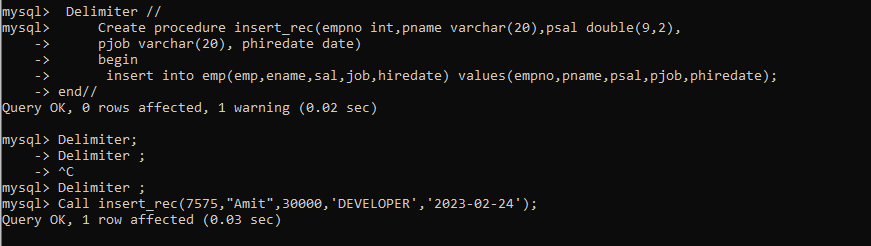 mysql>  Delimiter //
mysql>      Create procedure insert_rec(empno int,pname varchar(20),psal double(9,2),
    ->      pjob varchar(20), phiredate date)
    ->      begin
    ->       insert into emp(emp,ename,sal,job,hiredate) values(empno,pname,psal,pjob,phiredate);
    -> end//
Query OK, 0 rows affected, 1 warning (0.02 sec)

mysql> Delimiter;
    -> Delimiter ;
    -> ^C
mysql> Delimiter ;
mysql> Call insert_rec(7575,"Amit",30000,'DEVELOPER','2023-02-24');
Query OK, 1 row affected (0.03 sec)